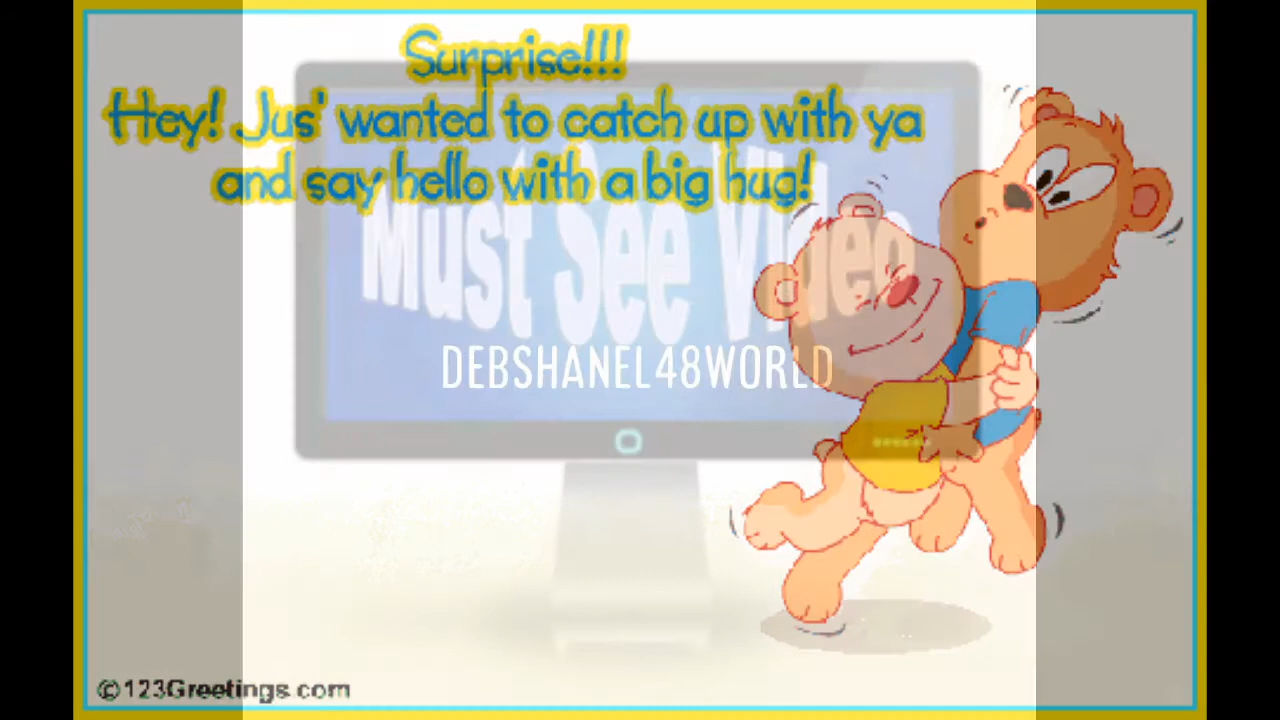 Surprise!!!
Hey! Jus' wanted to catch up with ya
and say hello with a big hug!
Must See Video
DEBSHANEL48WORLD
©123Greetings.com